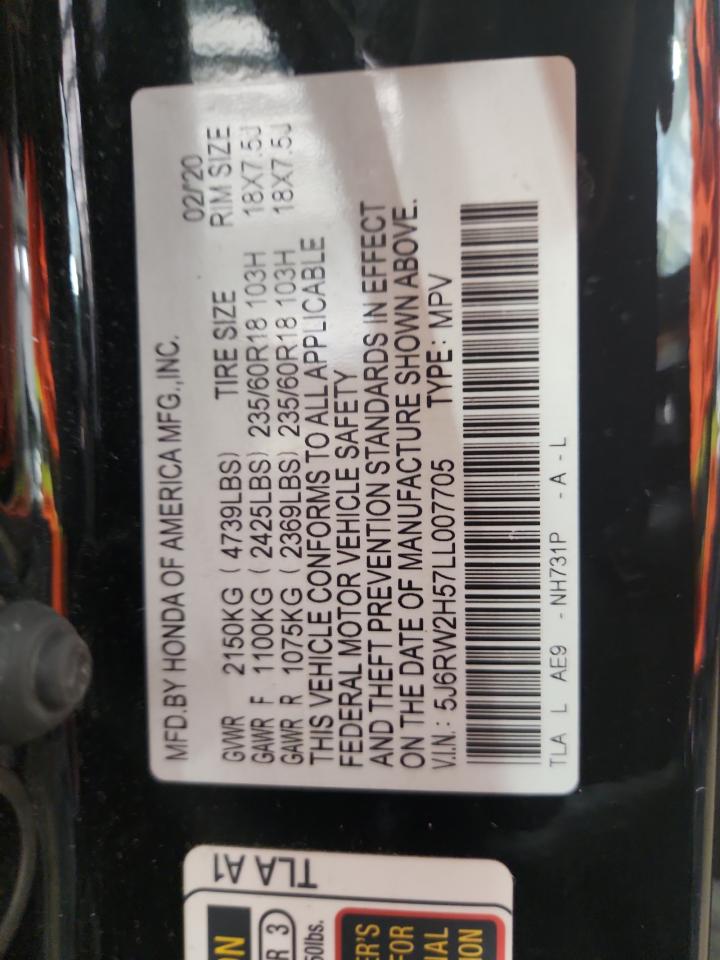 MFD.BY HONDA OF AMERICA MFG.,INC. 02/'20
GVWR 2150KG ( 4739LBS) TIRE SIZE RIM SIZE
GAWR F 1100KG ( 2425LBS) 235/60R18 103H 18X7.5J
GAWR R 1075KG ( 2369LBS) 235/60R18 103H 18X7.5J
THIS VEHICLE CONFORMS TO ALL APPLICABLE
FEDERAL MOTOR VEHICLE SAFETY
AND THEFT PREVENTION STANDARDS IN EFFECT
ON THE DATE OF MANUFACTURE SHOWN ABOVE.
V.I.N.: 5J6RW2H57LL007705 TYPE: MPV
TLA L AE9 - NH731P - A - L
TLA A1
R 3